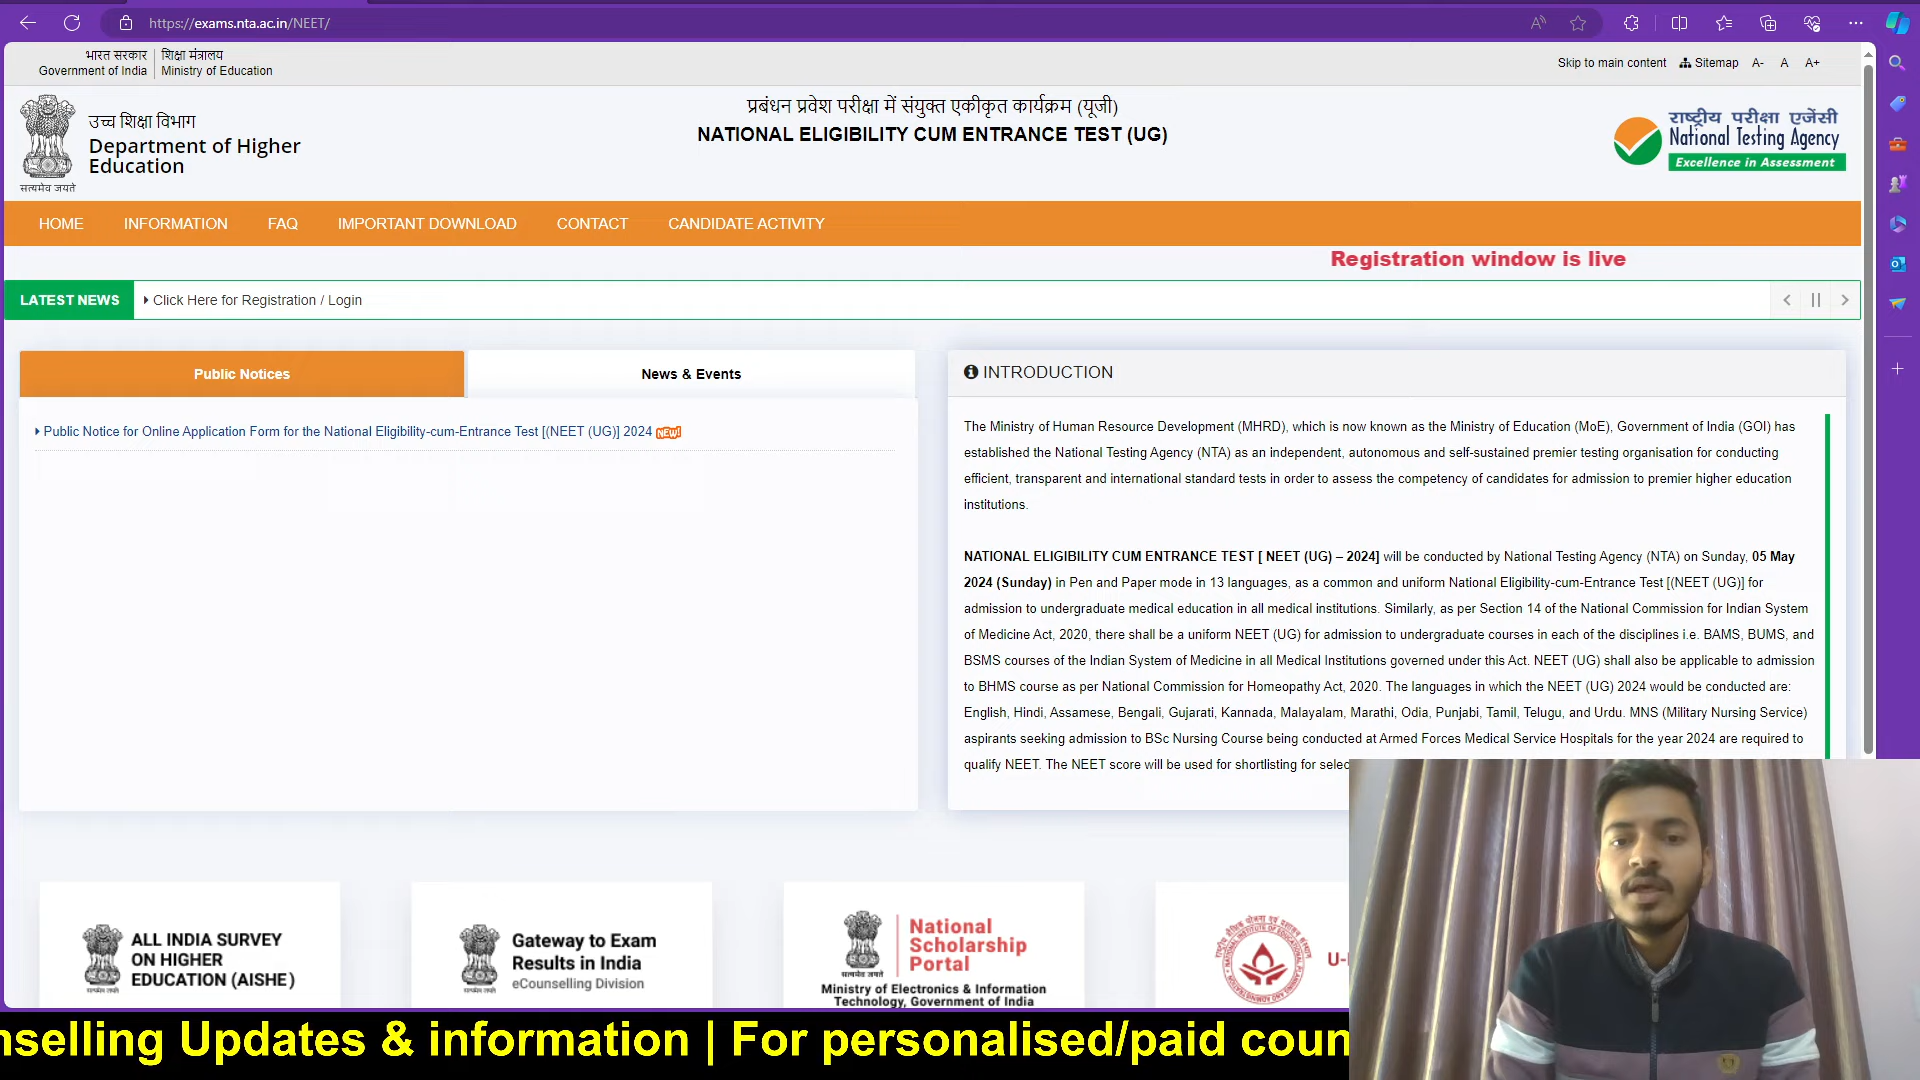 https://exams.nta.ac.in/NEET/
भारत सरकार
Government of India
शिक्षा मंत्रालय
Ministry of Education
Skip to main content
Sitemap
A-
A
A+
सत्यमेव जयते
उच्च शिक्षा विभाग
Department of Higher
Education
प्रबंधन प्रवेश परीक्षा में संयुक्त एकीकृत कार्यक्रम (यूजी)
NATIONAL ELIGIBILITY CUM ENTRANCE TEST (UG)
राष्ट्रीय परीक्षा एजेंसी
National Testing Agency
Excellence in Assessment
HOME
INFORMATION
FAQ
IMPORTANT DOWNLOAD
CONTACT
CANDIDATE ACTIVITY
Registration window is live
LATEST NEWS
Click Here for Registration / Login
Public Notices
News & Events
Public Notice for Online Application Form for the National Eligibility-cum-Entrance Test [(NEET (UG)] 2024 NEW!
INTRODUCTION
The Ministry of Human Resource Development (MHRD), which is now known as the Ministry of Education (MoE), Government of India (GOI) has
established the National Testing Agency (NTA) as an independent, autonomous and self-sustained premier testing organisation for conducting
efficient, transparent and international standard tests in order to assess the competency of candidates for admission to premier higher education
institutions.
NATIONAL ELIGIBILITY CUM ENTRANCE TEST [ NEET (UG) – 2024] will be conducted by National Testing Agency (NTA) on Sunday, 05 May
2024 (Sunday) in Pen and Paper mode in 13 languages, as a common and uniform National Eligibility-cum-Entrance Test [(NEET (UG)] for
admission to undergraduate medical education in all medical institutions. Similarly, as per Section 14 of the National Commission for Indian System
of Medicine Act, 2020, there shall be a uniform NEET (UG) for admission to undergraduate courses in each of the disciplines i.e. BAMS, BUMS, and
BSMS courses of the Indian System of Medicine in all Medical Institutions governed under this Act. NEET (UG) shall also be applicable to admission
to BHMS course as per National Commission for Homeopathy Act, 2020. The languages in which the NEET (UG) 2024 would be conducted are:
English, Hindi, Assamese, Bengali, Gujarati, Kannada, Malayalam, Marathi, Odia, Punjabi, Tamil, Telugu, and Urdu. MNS (Military Nursing Service)
aspirants seeking admission to BSc Nursing Course being conducted at Armed Forces Medical Service Hospitals for the year 2024 are required to
qualify NEET. The NEET score will be used for shortlisting for selec
ALL INDIA SURVEY
ON HIGHER
EDUCATION (AISHE)
Gateway to Exam
Results in India
eCounselling Division
सत्यमेव जयते
National
Scholarship
Portal
Ministry of Electronics & Information
Technology, Government of India
U-
nselling Updates & information | For personalised/paid coun